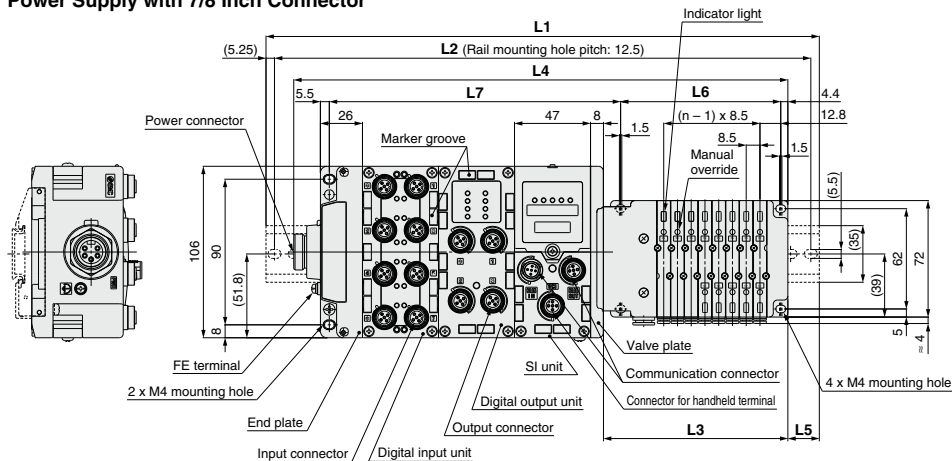 Power Supply with 7/8 Inch Connector
Indicator light
L1
(5.25)
L2 (Rail mounting hole pitch: 12.5)
L4
5.5
L7
L6
4.4
26
47
8
(n – 1) x 8.5
12.8
Power connector
1.5
8.5
1.5
Marker groove
Manual
override
(5.5)
106
90
(51.8)
8
(35)
(39)
62
72
5
≈ 4
FE terminal
2 x M4 mounting hole
End plate
Input connector
Digital input unit
Output connector
Digital output unit
SI unit
Valve plate
Communication connector
Connector for handheld terminal
4 x M4 mounting hole
L3
L5